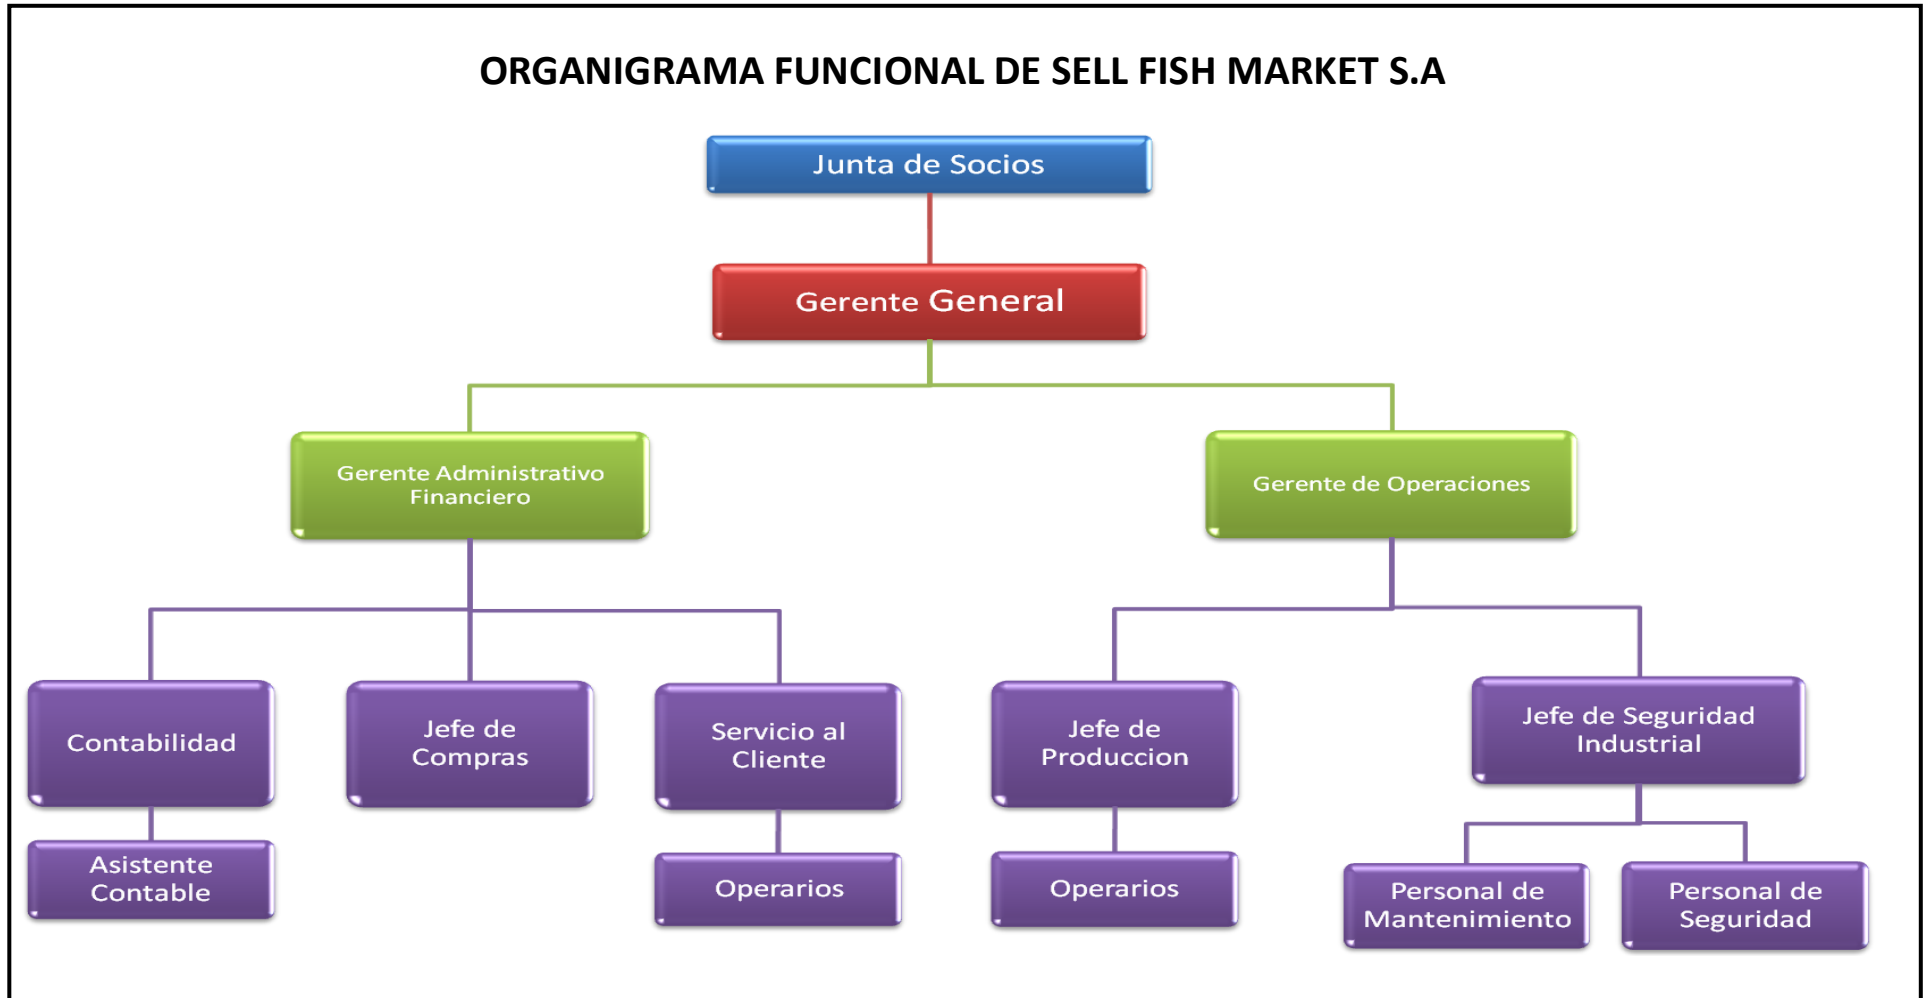 ORGANIGRAMA FUNCIONAL DE SELL FISH MARKET S.A
Junta de Socios
Gerente General
Gerente Administrativo
Financiero
Gerente de Operaciones
Contabilidad
Jefe de
Compras
Servicio al
Cliente
Jefe de
Produccion
Jefe de Seguridad
Industrial
Asistente
Contable
Operarios
Operarios
Personal de
Mantenimiento
Personal de
Seguridad